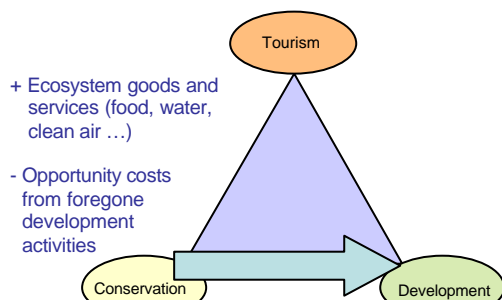 Tourism
+ Ecosystem goods and
services (food, water,
clean air ...)
- Opportunity costs
from foregone
development
activities
Conservation
Development